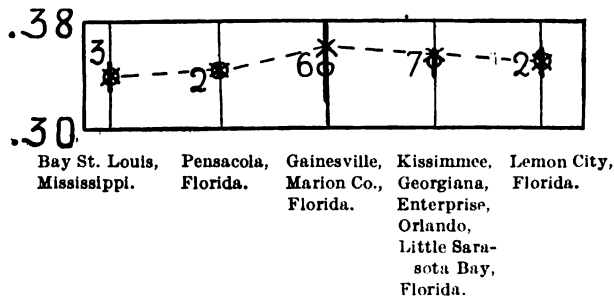 .38
3 2 6 7 2
.30
Bay St. Louis,
Mississippi.
Pensacola,
Florida.
Gainesville,
Marion Co.,
Florida.
Kissimmee,
Georgiana,
Enterprise,
Orlando,
Little Sara-
sota Bay,
Florida.
Lemon City,
Florida.